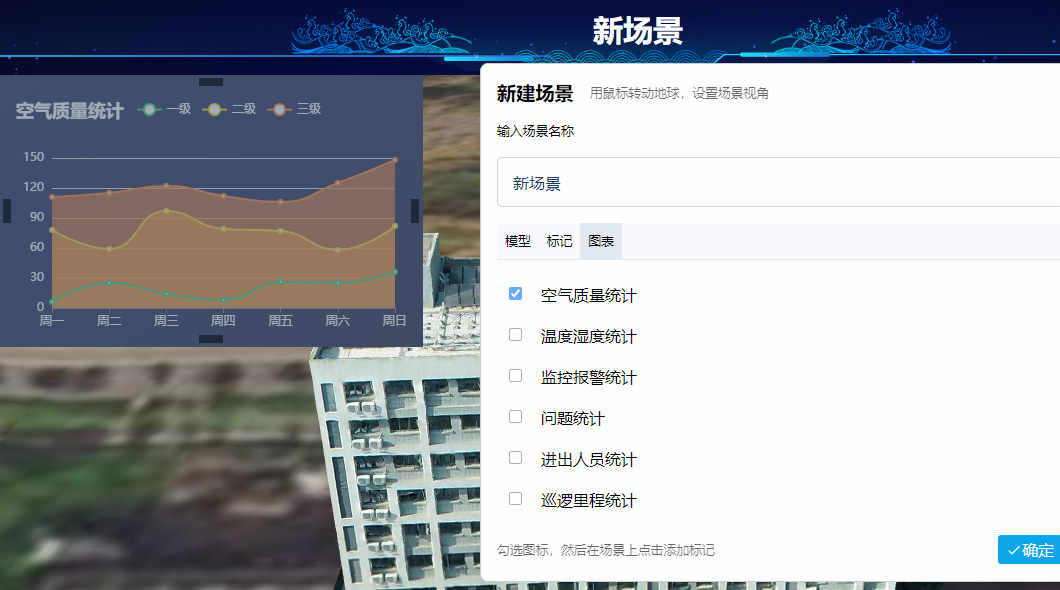 新场景
空气质量统计 一级 二级 三级
150
120
90
60
30
0
周一 周二 周三 周四 周五 周六 周日
新建场景 用鼠标转动地球，设置场景视角
输入场景名称
新场景
模型 标记 图表
空气质量统计
温度湿度统计
监控报警统计
问题统计
进出人员统计
巡逻里程统计
勾选图标，然后在场景上点击添加标记
确定